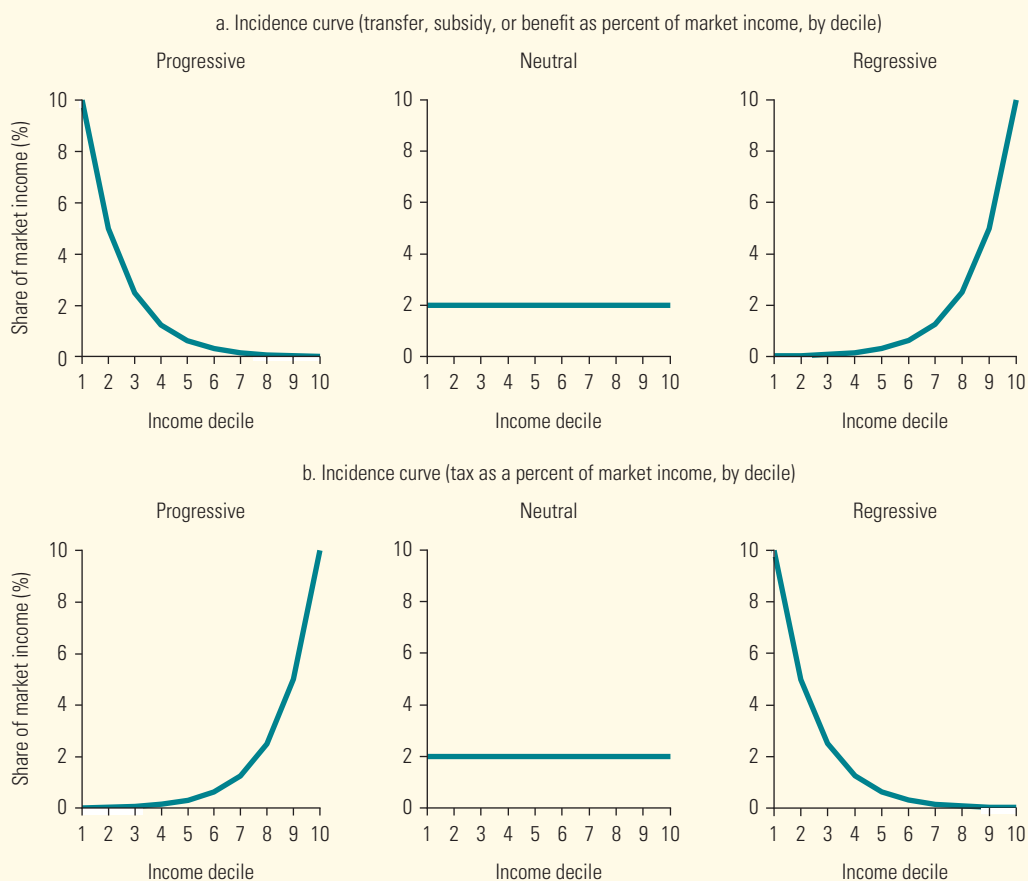 a. Incidence curve (transfer, subsidy, or benefit as percent of market income, by decile)
Progressive
Neutral
Regressive
Share of market income (%)
10
8
6
4
2
0
1 2 3 4 5 6 7 8 9 10
Income decile
10
8
6
4
2
0
1 2 3 4 5 6 7 8 9 10
Income decile
10
8
6
4
2
0
1 2 3 4 5 6 7 8 9 10
Income decile
b. Incidence curve (tax as a percent of market income, by decile)
Progressive
Neutral
Regressive
Share of market income (%)
10
8
6
4
2
0
1 2 3 4 5 6 7 8 9 10
Income decile
10
8
6
4
2
0
1 2 3 4 5 6 7 8 9 10
Income decile
10
8
6
4
2
0
1 2 3 4 5 6 7 8 9 10
Income decile